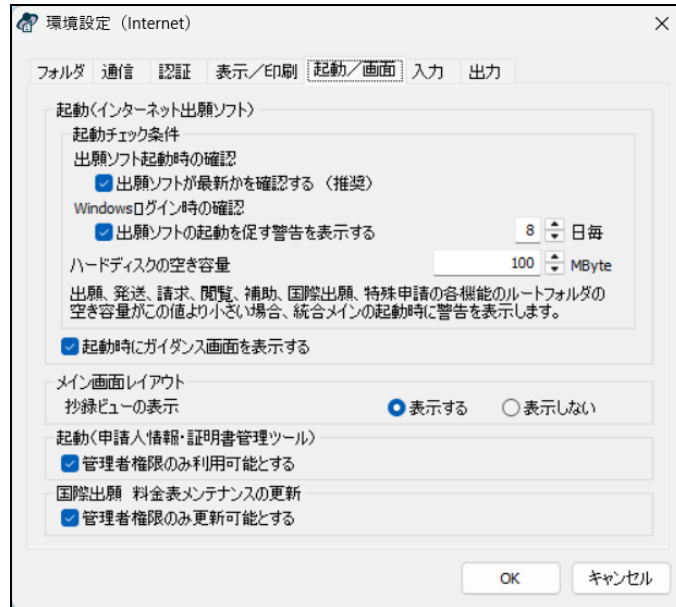 環境設定（Internet）
フォルダ 通信 認証 表示／印刷 起動／画面 入力 出力
起動（インターネット出願ソフト）
起動チェック条件
出願ソフト起動時の確認
出願ソフトが最新かを確認する （推奨）
Windowsログイン時の確認
出願ソフトの起動を促す警告を表示する 8 日毎
ハードディスクの空き容量 100 MByte
出願、発送、請求、閲覧、補助、国際出願、特殊申請の各機能のルートフォルダの
空き容量がこの値より小さい場合、統合メインの起動時に警告を表示します。
起動時にガイダンス画面を表示する
メイン画面レイアウト
抄録ビューの表示 表示する 表示しない
起動（申請人情報・証明書管理ツール）
管理者権限のみ利用可能とする
国際出願 料金表メンテナンスの更新
管理者権限のみ更新可能とする
OK キャンセル